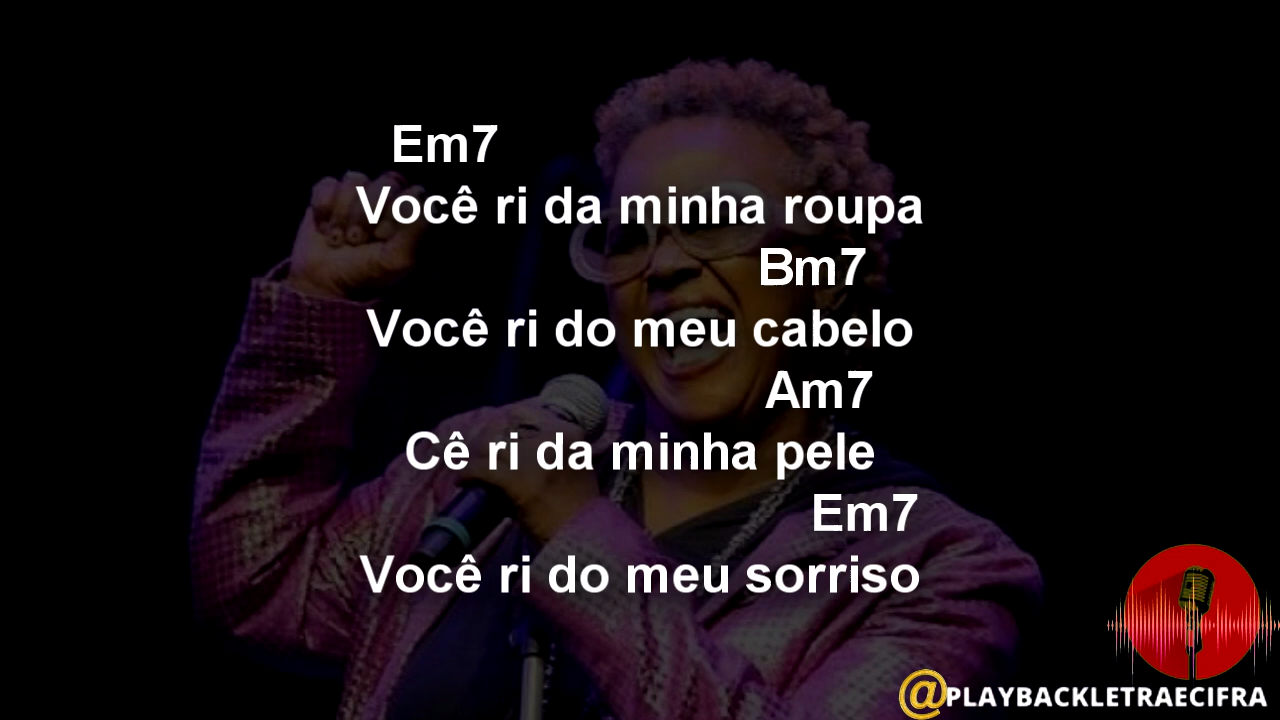 Em7
Você ri da minha roupa
Bm7
Você ri do meu cabelo
Am7
Cê ri da minha pele
Em7
Você ri do meu sorriso
@PLAYBACKLETRAECIFRA